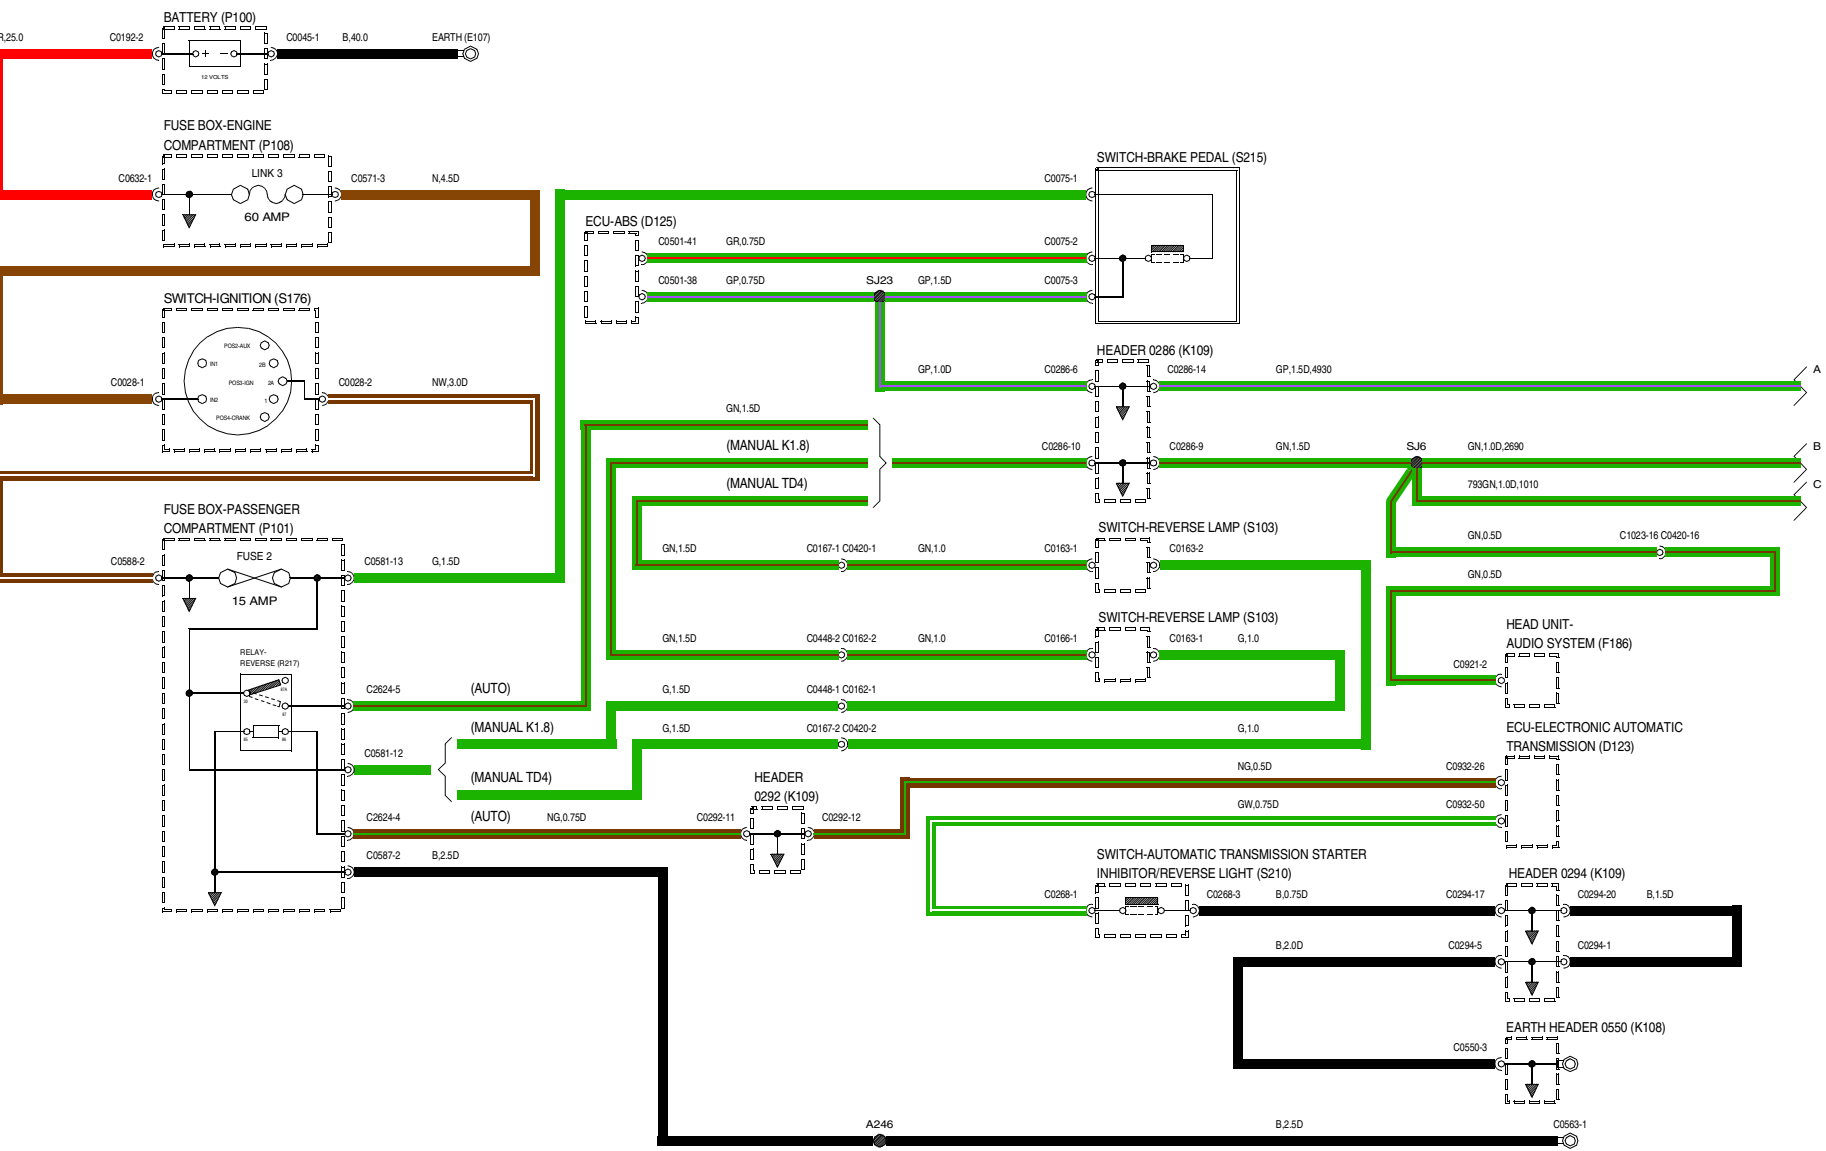 BATTERY (P100)
R,25.0
C0192-2
12 VOLTS
C0045-1
B,40.0
EARTH (E107)
FUSE BOX-ENGINE
COMPARTMENT (P108)
C0632-1
LINK 3
60 AMP
C0571-3
N,4.5D
SWITCH-BRAKE PEDAL (S215)
C0075-1
ECU-ABS (D125)
C0501-41
GR,0.75D
C0075-2
C0501-38
GP,0.75D
SJ23
GP,1.5D
C0075-3
SWITCH-IGNITION (S176)
POS2-AUX
IN1
2B
POS3-IGN
2A
IN2
1
POS4-CRANK
C0028-1
C0028-2
NW,3.0D
HEADER 0286 (K109)
GP,1.0D
C0286-6
C0286-14
GP,1.5D,4930
A
GN,1.5D
(MANUAL K1.8)
(MANUAL TD4)
C0286-10
C0286-9
GN,1.5D
SJ6
GN,1.0D,2690
B
793GN,1.0D,1010
C
FUSE BOX-PASSENGER
COMPARTMENT (P101)
C0588-2
FUSE 2
15 AMP
C0581-13
G,1.5D
SWITCH-REVERSE LAMP (S103)
GN,1.5D
C0167-1 C0420-1
GN,1.0
C0163-1
C0163-2
GN,0.5D
C1023-16 C0420-16
GN,0.5D
SWITCH-REVERSE LAMP (S103)
GN,1.5D
C0448-2 C0162-2
GN,1.0
C0166-1
C0163-1
G,1.0
HEAD UNIT-
AUDIO SYSTEM (F186)
C0921-2
RELAY-
REVERSE (R217)
87A
30
87
85
86
C2624-5
(AUTO)
G,1.5D
C0448-1 C0162-1
(MANUAL K1.8)
G,1.5D
C0167-2 C0420-2
G,1.0
C0581-12
(MANUAL TD4)
ECU-ELECTRONIC AUTOMATIC
TRANSMISSION (D123)
NG,0.5D
C0932-26
GW,0.75D
C0932-50
HEADER
0292 (K109)
C2624-4
(AUTO)
NG,0.75D
C0292-11
C0292-12
C0587-2
B,2.5D
SWITCH-AUTOMATIC TRANSMISSION STARTER
INHIBITOR/REVERSE LIGHT (S210)
C0268-1
C0268-3
B,0.75D
C0294-17
HEADER 0294 (K109)
C0294-20
B,1.5D
B,2.0D
C0294-5
C0294-1
EARTH HEADER 0550 (K108)
C0550-3
A246
B,2.5D
C0563-1